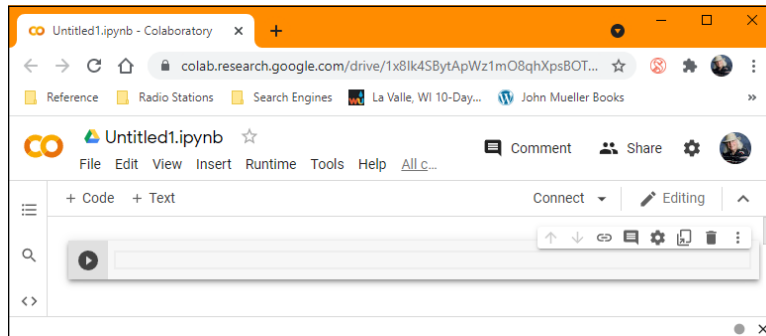 Untitled1.ipynb - Colaboratory
colab.research.google.com/drive/1x8Ik4SBytApWz1mO8qhXpsBOT...
Reference Radio Stations Search Engines La Valle, WI 10-Day... John Mueller Books »
Untitled1.ipynb
Comment Share
File Edit View Insert Runtime Tools Help All c...
+ Code + Text Connect Editing